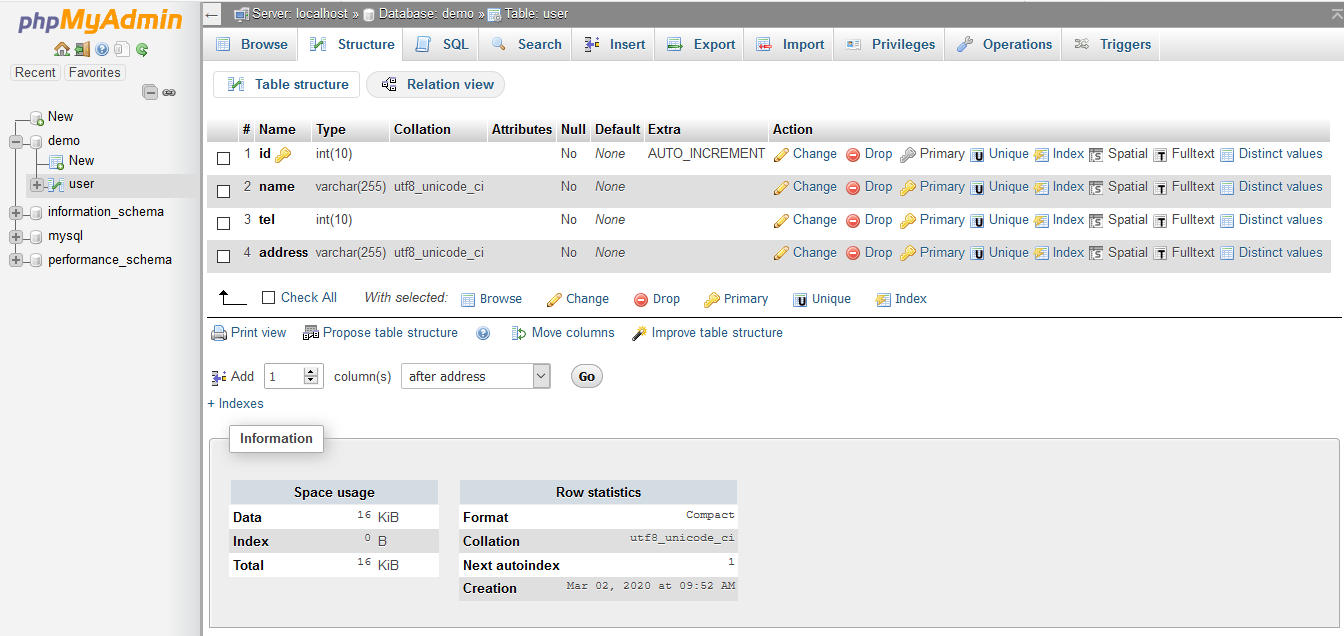 phpMyAdmin
Recent Favorites
New
demo
New
user
information_schema
mysql
performance_schema
Server: localhost » Database: demo » Table: user
Browse Structure SQL Search Insert Export Import Privileges Operations Triggers
Table structure Relation view
# Name Type Collation Attributes Null Default Extra Action
1 id int(10) No None AUTO_INCREMENT Change Drop Primary Unique Index Spatial Fulltext Distinct values
2 name varchar(255) utf8_unicode_ci No None Change Drop Primary Unique Index Spatial Fulltext Distinct values
3 tel int(10) No None Change Drop Primary Unique Index Spatial Fulltext Distinct values
4 address varchar(255) utf8_unicode_ci No None Change Drop Primary Unique Index Spatial Fulltext Distinct values
Check All With selected: Browse Change Drop Primary Unique Index
Print view Propose table structure Move columns Improve table structure
Add 1 column(s) after address Go
+ Indexes
Information
Space usage
Data 16 KiB
Index 0 B
Total 16 KiB
Row statistics
Format Compact
Collation utf8_unicode_ci
Next autoindex 1
Creation Mar 02, 2020 at 09:52 AM